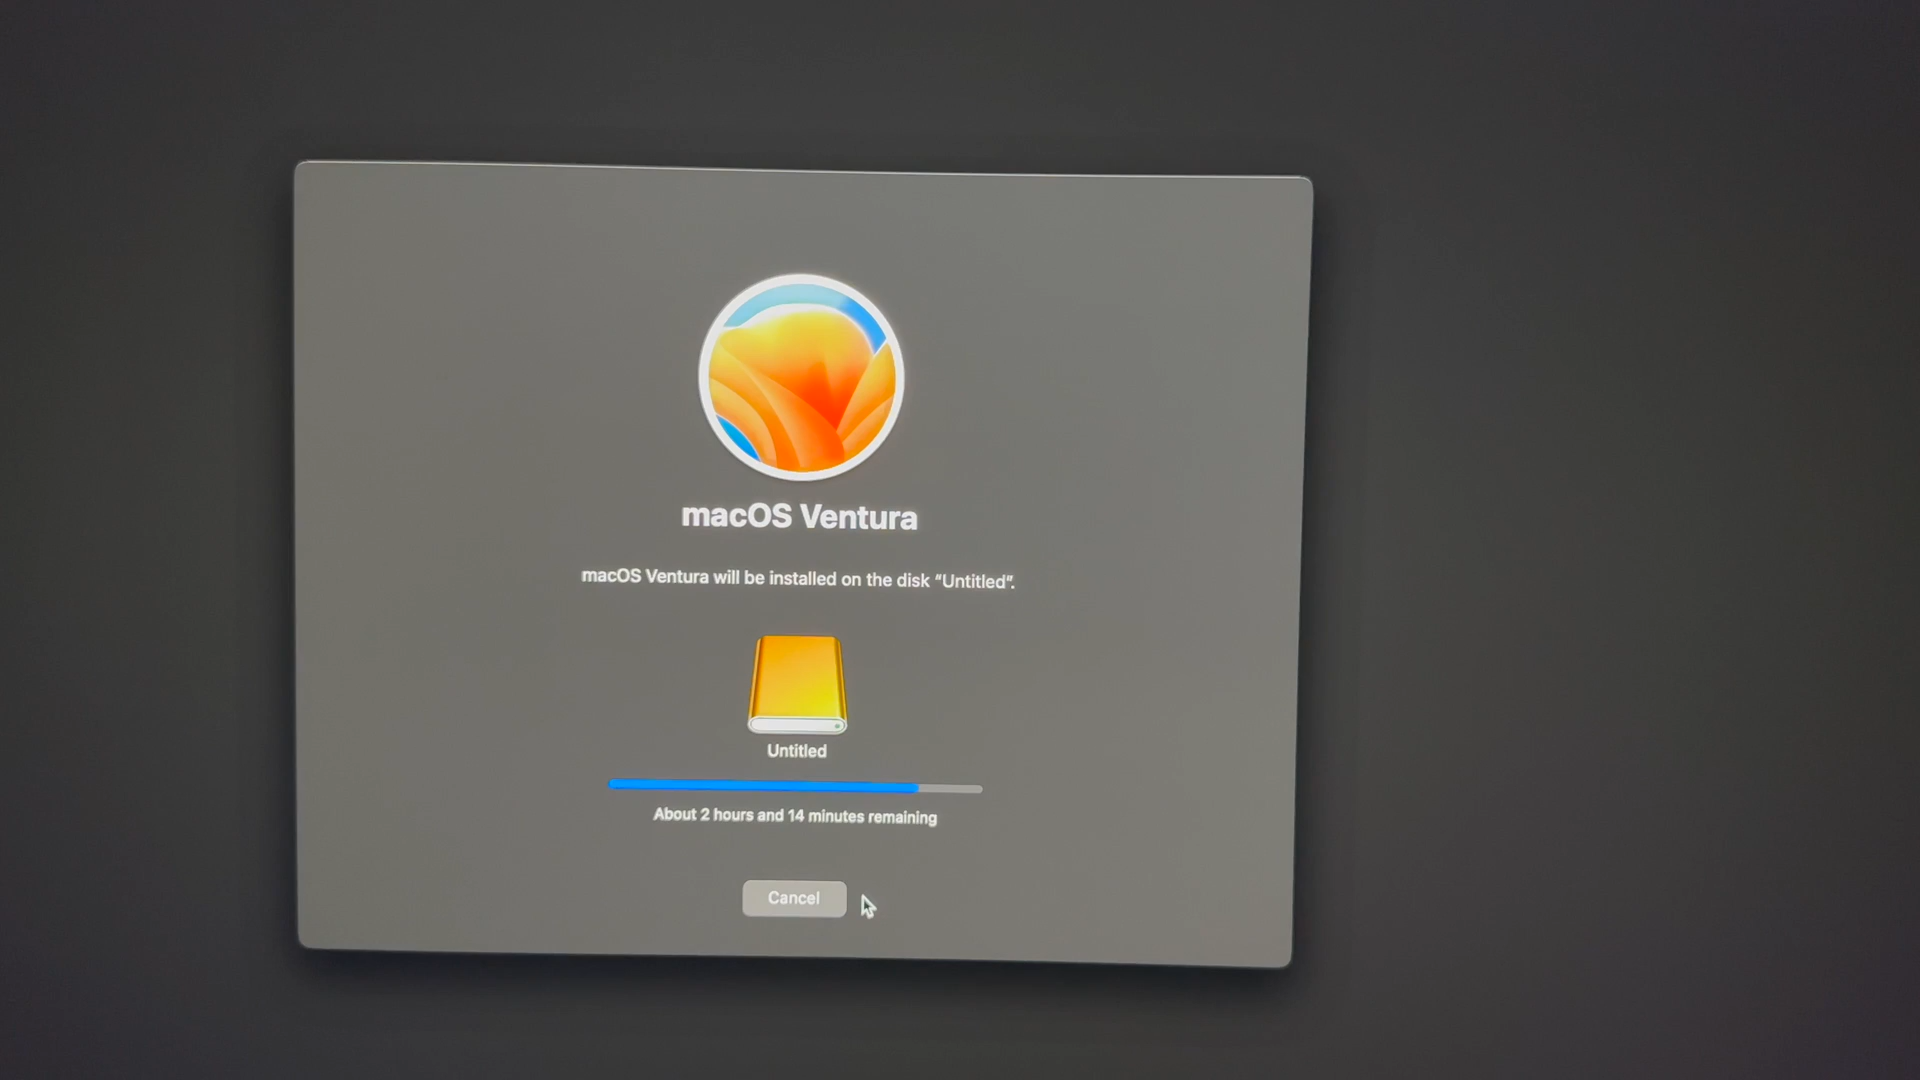 macOS Ventura
macOS Ventura will be installed on the disk “Untitled”.
Untitled
About 2 hours and 14 minutes remaining
Cancel